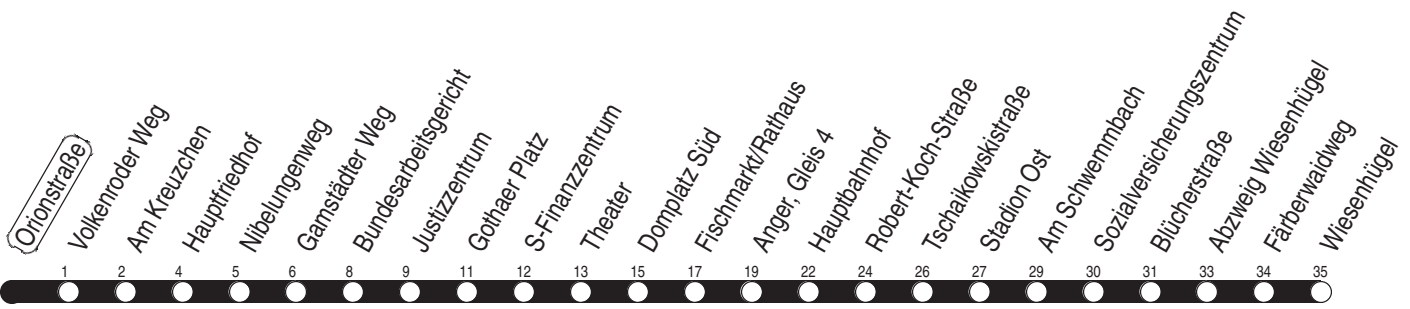 Orionstraße
Volkenroder Weg
Am Kreuzchen
Hauptfriedhof
Nibelungenweg
Gamstädter Weg
Bundesarbeitsgericht
Justizzentrum
Gothaer Platz
S-Finanzzentrum
Theater
Domplatz Süd
Fischmarkt/Rathaus
Anger, Gleis 4
Hauptbahnhof
Robert-Koch-Straße
Tschaikowskistraße
Stadion Ost
Am Schwemmbach
Sozialversicherungszentrum
Blücherstraße
Abzweig Wiesenhügel
Färberwaidweg
Wiesenhügel
1 2 4 5 6 8 9 11 12 13 15 17 19 22 24 26 27 29 30 31 33 34 35